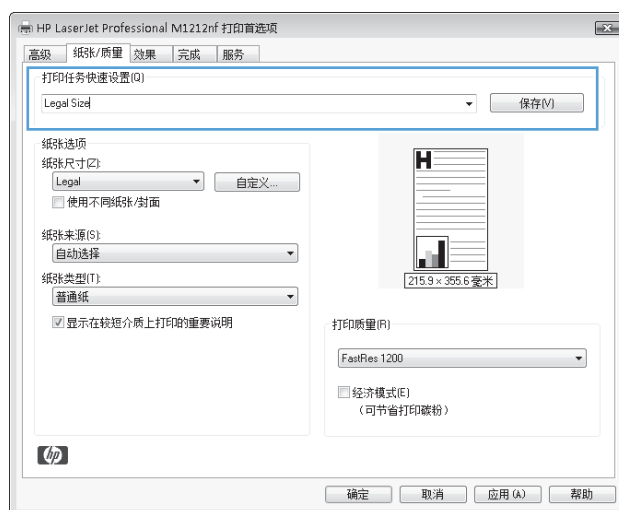 HP LaserJet Professional M1212nf 打印首选项
高级 纸张/质量 效果 完成 服务
打印任务快速设置(Q)
Legal Size 保存(V)
纸张选项
纸张尺寸(Z):
Legal 自定义...
使用不同纸张/封面
纸张来源(S):
自动选择
纸张类型(T):
普通纸
显示在较短介质上打印的重要说明
H
215.9 × 355.6 毫米
打印质量(R)
FastRes 1200
经济模式(E)
(可节省打印碳粉)
hp
确定 取消 应用(A) 帮助